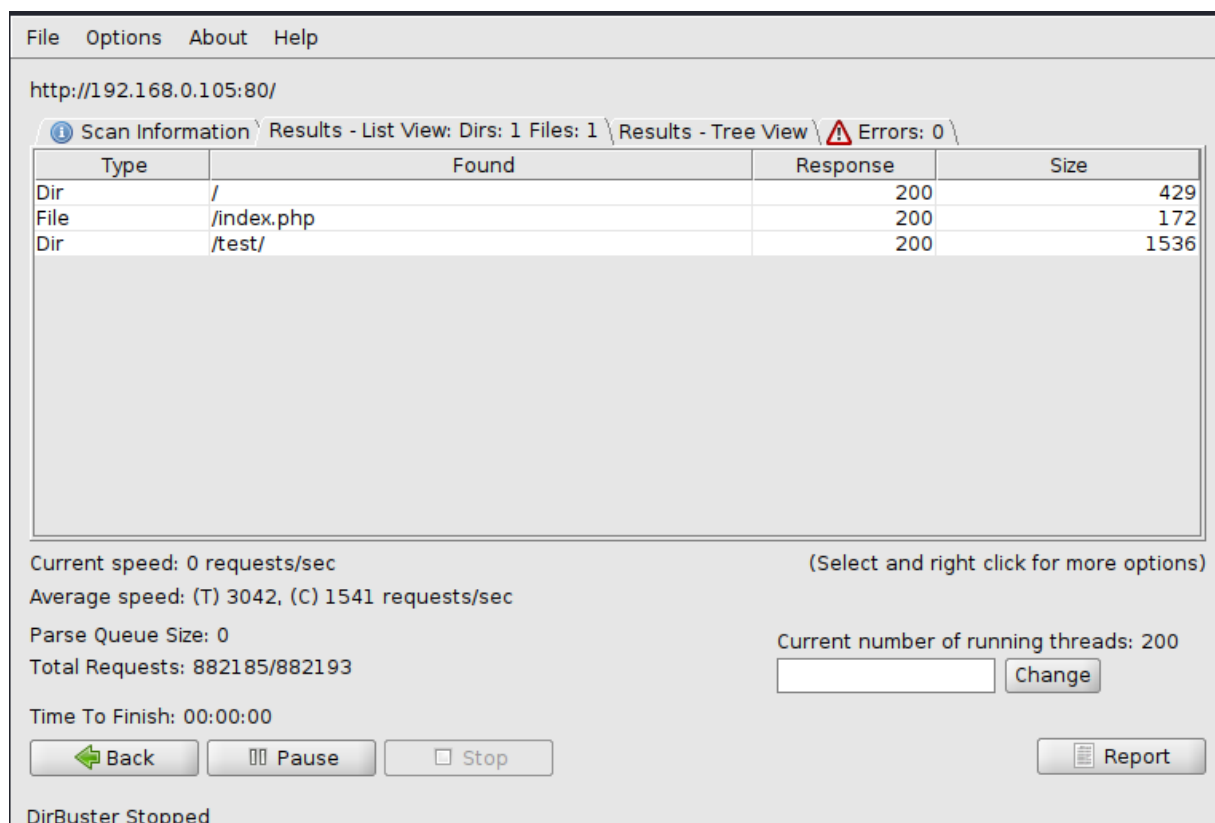 File Options About Help
http://192.168.0.105:80/
Scan Information Results - List View: Dirs: 1 Files: 1 Results - Tree View Errors: 0
Type Found Response Size
Dir / 200 429
File /index.php 200 172
Dir /test/ 200 1536
Current speed: 0 requests/sec (Select and right click for more options)
Average speed: (T) 3042, (C) 1541 requests/sec
Parse Queue Size: 0
Current number of running threads: 200
Total Requests: 882185/882193
Change
Time To Finish: 00:00:00
Back Pause Stop Report
DirBuster Stopped